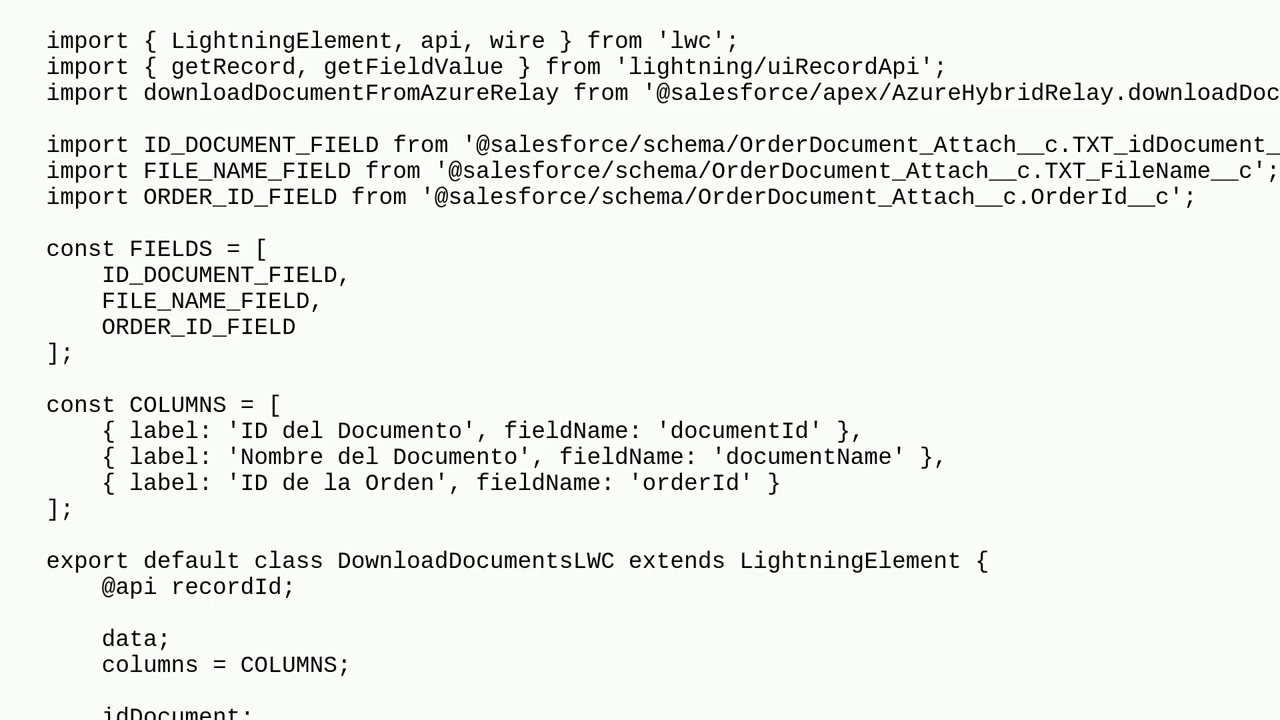 import { LightningElement, api, wire } from 'lwc';
import { getRecord, getFieldValue } from 'lightning/uiRecordApi';
import downloadDocumentFromAzureRelay from '@salesforce/apex/AzureHybridRelay.downloadDoc
import ID_DOCUMENT_FIELD from '@salesforce/schema/OrderDocument_Attach__c.TXT_idDocument_
import FILE_NAME_FIELD from '@salesforce/schema/OrderDocument_Attach__c.TXT_FileName__c';
import ORDER_ID_FIELD from '@salesforce/schema/OrderDocument_Attach__c.OrderId__c';
const FIELDS = [
    ID_DOCUMENT_FIELD,
    FILE_NAME_FIELD,
    ORDER_ID_FIELD
];
const COLUMNS = [
    { label: 'ID del Documento', fieldName: 'documentId' },
    { label: 'Nombre del Documento', fieldName: 'documentName' },
    { label: 'ID de la Orden', fieldName: 'orderId' }
];
export default class DownloadDocumentsLWC extends LightningElement {
    @api recordId;
    data;
    columns = COLUMNS;
    idDocument;